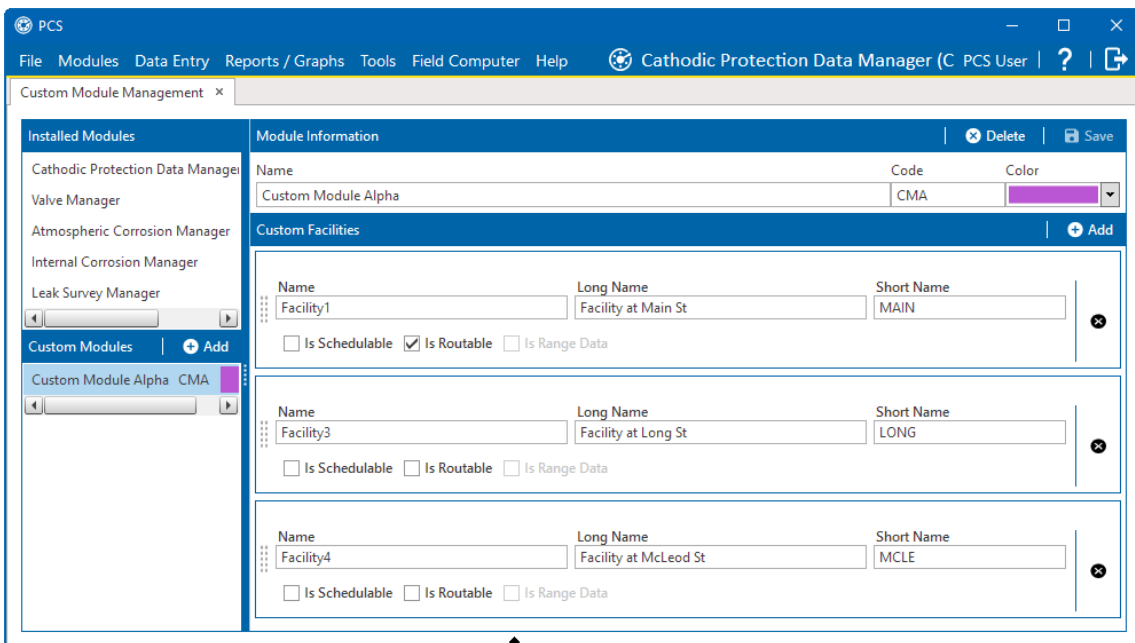 PCS
File Modules Data Entry Reports / Graphs Tools Field Computer Help Cathodic Protection Data Manager (C PCS User | ? |
Custom Module Management ×
Installed Modules
Cathodic Protection Data Manager
Valve Manager
Atmospheric Corrosion Manager
Internal Corrosion Manager
Leak Survey Manager
Custom Modules | Add
Custom Module Alpha CMA
Module Information | Delete | Save
Name Code Color
Custom Module Alpha CMA
Custom Facilities | Add
Name Long Name Short Name
Facility1 Facility at Main St MAIN
Is Schedulable Is Routable Is Range Data
Name Long Name Short Name
Facility3 Facility at Long St LONG
Is Schedulable Is Routable Is Range Data
Name Long Name Short Name
Facility4 Facility at McLeod St MCLE
Is Schedulable Is Routable Is Range Data